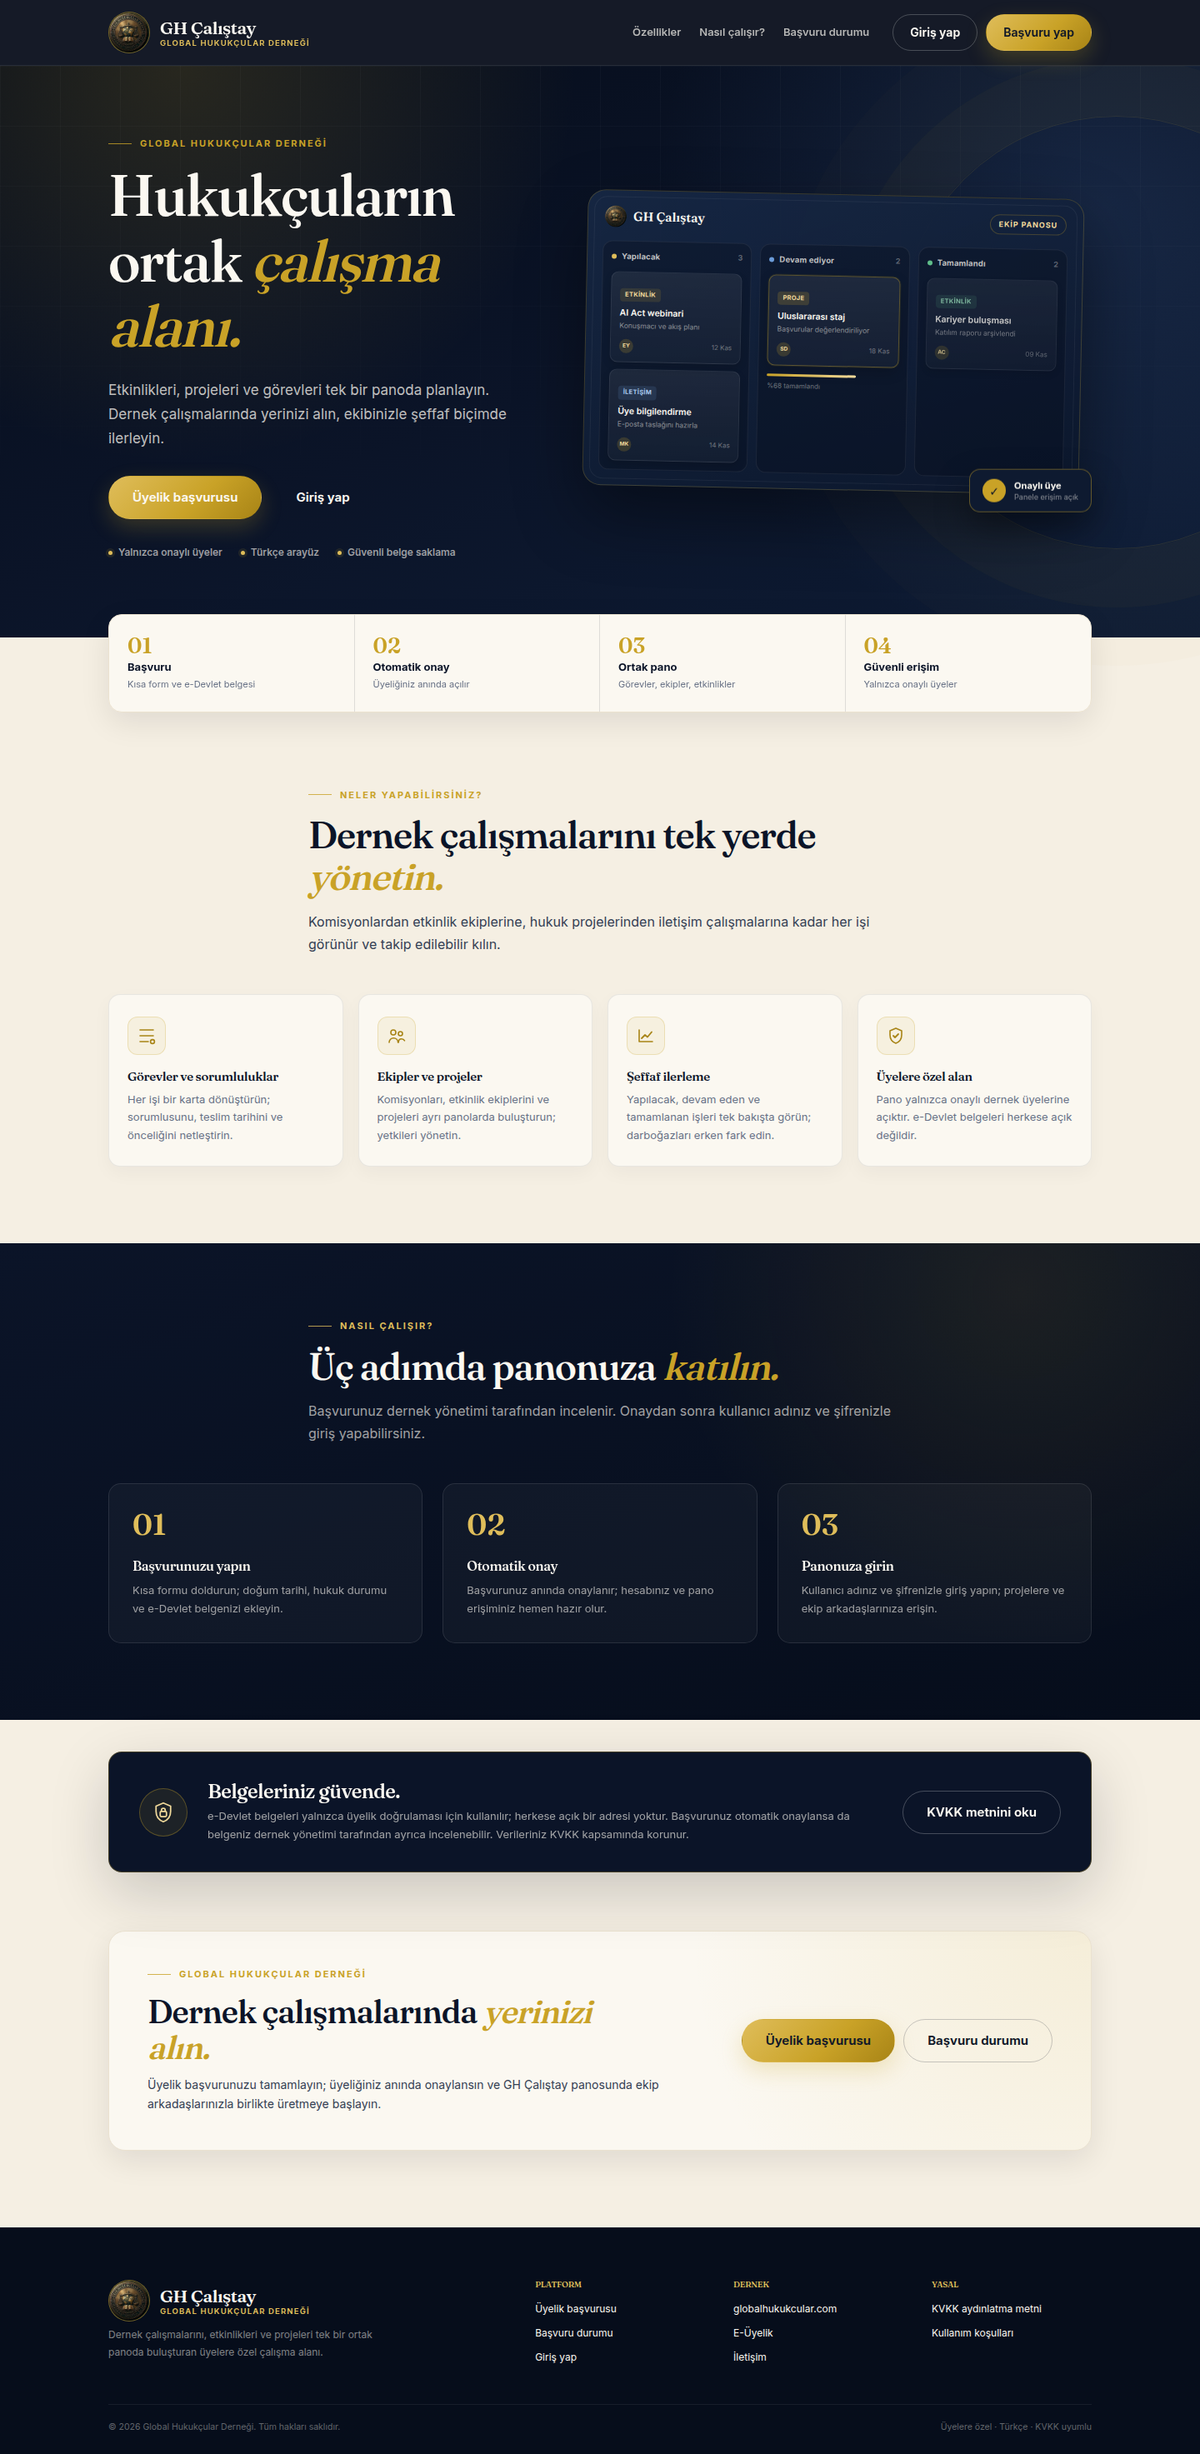 GH Çalıştay
GLOBAL HUKUKÇULAR DERNEĞİ
Özellikler
Nasıl çalışır?
Başvuru durumu
Giriş yap
Başvuru yap
GLOBAL HUKUKÇULAR DERNEĞİ
Hukukçuların
ortak çalışma
alanı.
Etkinlikleri, projeleri ve görevleri tek bir panoda planlayın.
Dernek çalışmalarında yerinizi alın, ekibinizle şeffaf biçimde
ilerleyin.
Üyelik başvurusu
Giriş yap
Yalnızca onaylı üyeler
Türkçe arayüz
Güvenli belge saklama
GH Çalıştay
EKİP PANOSU
Yapılacak 3
ETKİNLİK
AI Act webinari
Konuşmacı ve akış planı
EY 12 Kas
İLETİŞİM
Üye bilgilendirme
E-posta taslağını hazırla
MK 14 Kas
Devam ediyor 2
PROJE
Uluslararası staj
Başvurular değerlendiriliyor
SD 18 Kas
%68 tamamlandı
Tamamlandı 2
ETKİNLİK
Kariyer buluşması
Katılım raporu arşivlendi
AC 09 Kas
Onaylı üye
Panele erişim açık
01
Başvuru
Kısa form ve e-Devlet belgesi
02
Otomatik onay
Üyeliğiniz anında açılır
03
Ortak pano
Görevler, ekipler, etkinlikler
04
Güvenli erişim
Yalnızca onaylı üyeler
NELER YAPABİLİRSİNİZ?
Dernek çalışmalarını tek yerde
yönetin.
Komisyonlardan etkinlik ekiplerine, hukuk projelerinden iletişim çalışmalarına kadar her işi
görünür ve takip edilebilir kılın.
Görevler ve sorumluluklar
Her işi bir karta dönüştürün;
sorumlusunu, teslim tarihini ve
önceliğini netleştirin.
Ekipler ve projeler
Komisyonları, etkinlik ekiplerini ve
projeleri ayrı panolarda buluşturun;
yetkileri yönetin.
Şeffaf ilerleme
Yapılacak, devam eden ve
tamamlanan işleri tek bakışta görün;
darboğazları erken fark edin.
Üyelere özel alan
Pano yalnızca onaylı dernek üyelerine
açıktır. e-Devlet belgeleri herkese açık
değildir.
NASIL ÇALIŞIR?
Üç adımda panonuza katılın.
Başvurunuz dernek yönetimi tarafından incelenir. Onaydan sonra kullanıcı adınız ve şifrenizle
giriş yapabilirsiniz.
01
Başvurunuzu yapın
Kısa formu doldurun; doğum tarihi, hukuk durumu
ve e-Devlet belgenizi ekleyin.
02
Otomatik onay
Başvurunuz anında onaylanır; hesabınız ve pano
erişiminiz hemen hazır olur.
03
Panonuza girin
Kullanıcı adınız ve şifrenizle giriş yapın; projelere ve
ekip arkadaşlarınıza erişin.
Belgeleriniz güvende.
e-Devlet belgeleri yalnızca üyelik doğrulaması için kullanılır; herkese açık bir adresi yoktur. Başvurunuz otomatik onaylansa da
belgeniz dernek yönetimi tarafından ayrıca incelenebilir. Verileriniz KVKK kapsamında korunur.
KVKK metnini oku
GLOBAL HUKUKÇULAR DERNEĞİ
Dernek çalışmalarında yerinizi
alın.
Üyelik başvurunuzu tamamlayın; üyeliğiniz anında onaylansın ve GH Çalıştay panosunda ekip
arkadaşlarınızla birlikte üretmeye başlayın.
Üyelik başvurusu
Başvuru durumu
GH Çalıştay
GLOBAL HUKUKÇULAR DERNEĞİ
Dernek çalışmalarını, etkinlikleri ve projeleri tek bir ortak
panoda buluşturan üyelere özel çalışma alanı.
PLATFORM
Üyelik başvurusu
Başvuru durumu
Giriş yap
DERNEK
globalhukukcular.com
E-Üyelik
İletişim
YASAL
KVKK aydınlatma metni
Kullanım koşulları
© 2026 Global Hukukçular Derneği. Tüm hakları saklıdır.
Üyelere özel · Türkçe · KVKK uyumlu